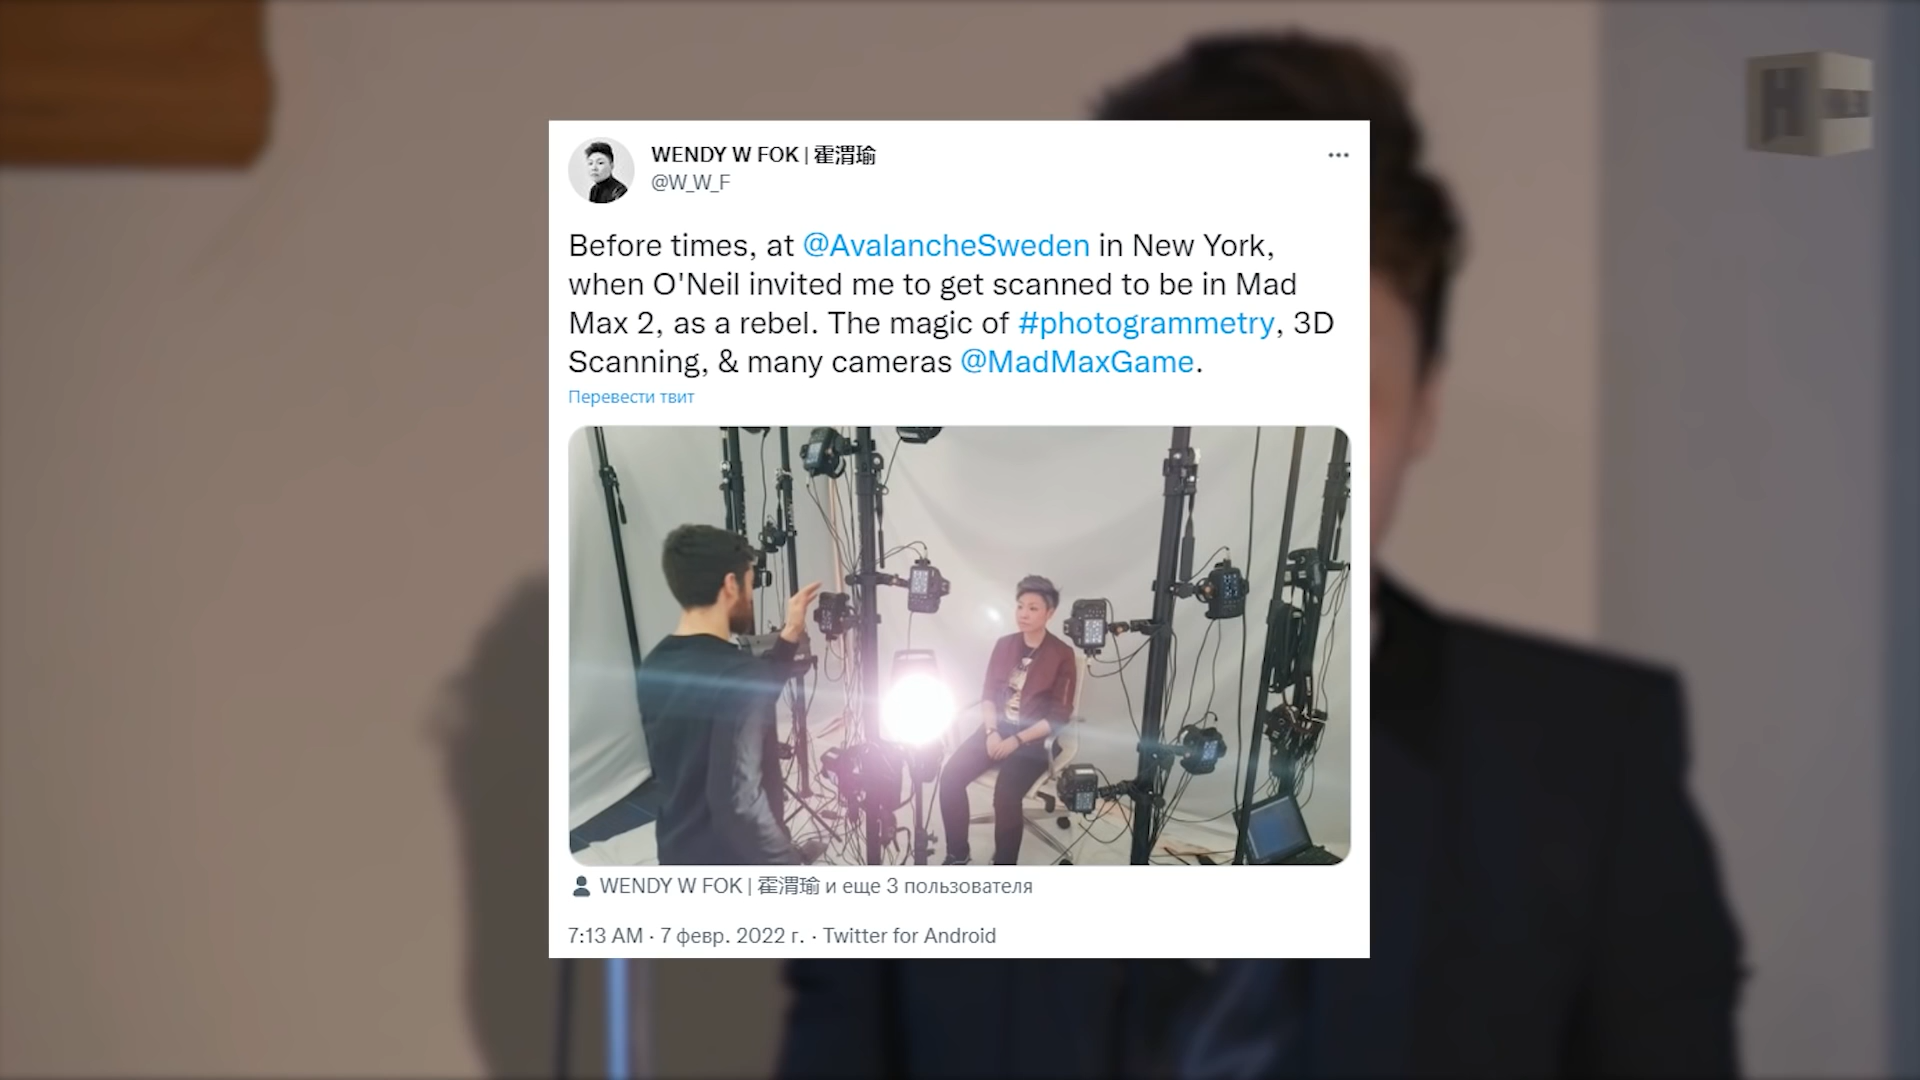 WENDY W FOK | 霍渭瑜
@W_W_F
Before times, at @AvalancheSweden in New York,
when O'Neil invited me to get scanned to be in Mad
Max 2, as a rebel. The magic of #photogrammetry, 3D
Scanning, & many cameras @MadMaxGame.
Перевести твит
WENDY W FOK | 霍渭瑜 и еще 3 пользователя
7:13 AM · 7 февр. 2022 г. · Twitter for Android